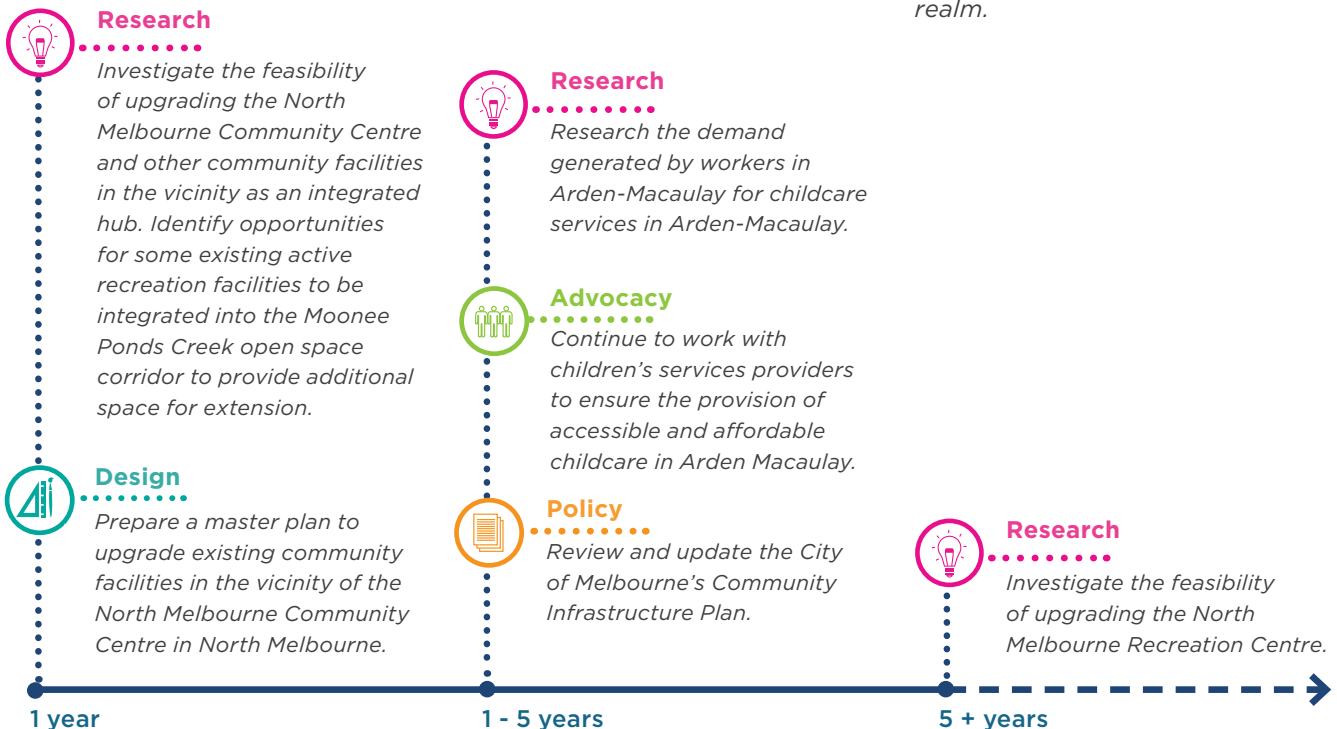 realm.
Research
Investigate the feasibility
of upgrading the North
Melbourne Community Centre
and other community facilities
in the vicinity as an integrated
hub. Identify opportunities
for some existing active
recreation facilities to be
integrated into the Moonee
Ponds Creek open space
corridor to provide additional
space for extension.
Design
Prepare a master plan to
upgrade existing community
facilities in the vicinity of the
North Melbourne Community
Centre in North Melbourne.
1 year
Research
Research the demand
generated by workers in
Arden-Macaulay for childcare
services in Arden-Macaulay.
Advocacy
Continue to work with
children's services providers
to ensure the provision of
accessible and affordable
childcare in Arden Macaulay.
Policy
Review and update the City
of Melbourne's Community
Infrastructure Plan.
1 - 5 years
Research
Investigate the feasibility
of upgrading the North
Melbourne Recreation Centre.
5 + years